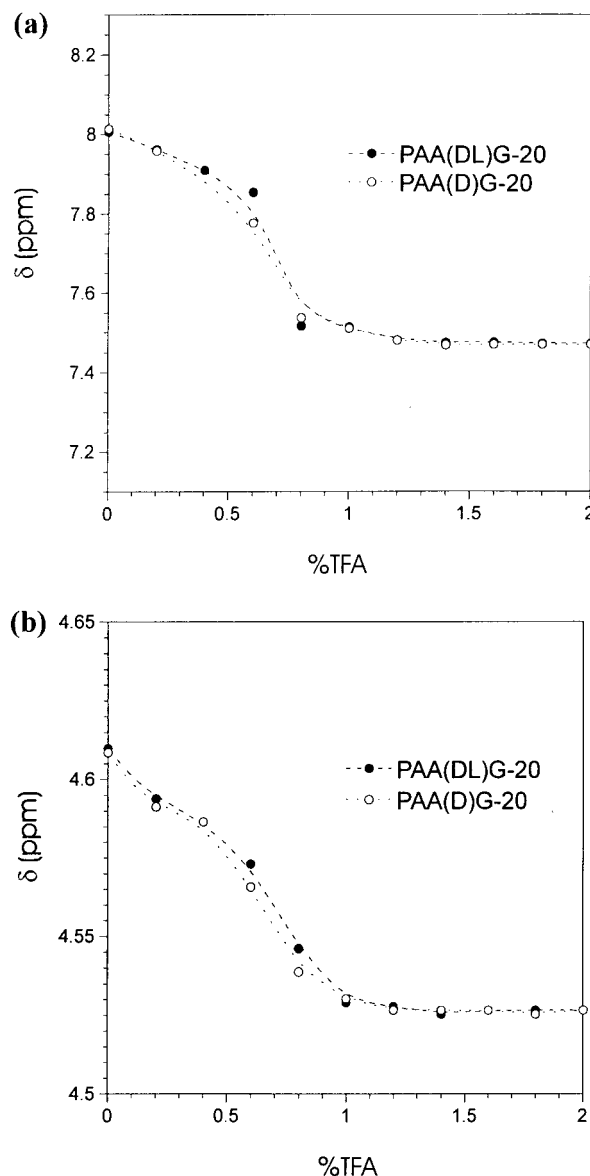 (a)
8.2
8
7.8
7.6
7.4
7.2
δ (ppm)
PAA(DL)G-20
PAA(D)G-20
0 0.5 1 1.5 2
%TFA
(b)
4.65
4.6
4.55
4.5
δ (ppm)
PAA(DL)G-20
PAA(D)G-20
0 0.5 1 1.5 2
%TFA